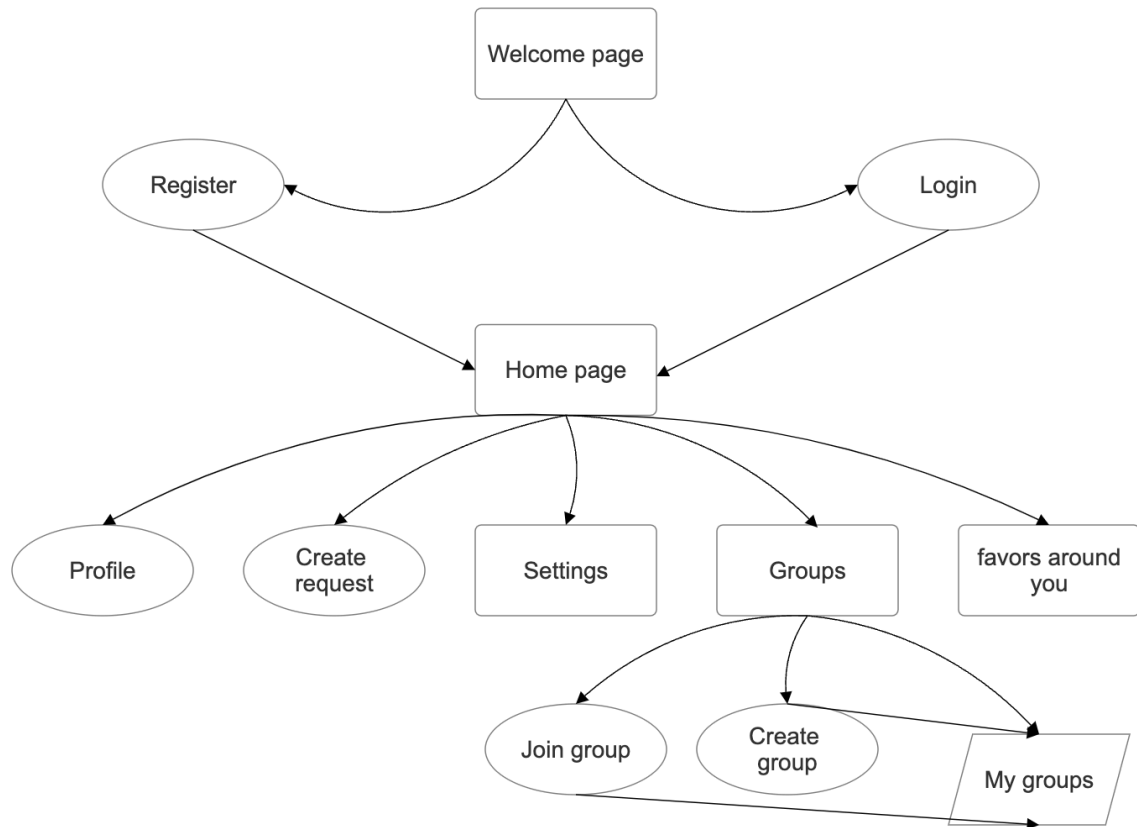 Welcome page
Register
Login
Home page
Profile
Create
request
Settings
Groups
favors around
you
Join group
Create
group
My groups